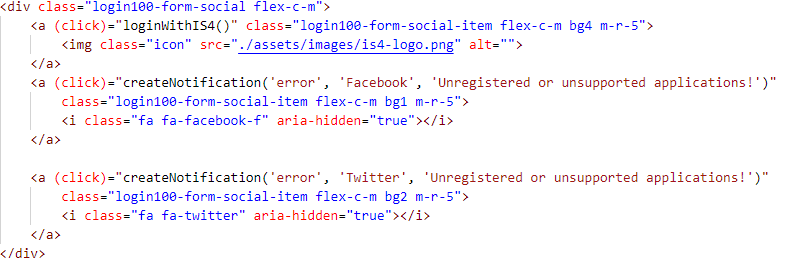 <div class="login100-form-social flex-c-m">
    <a (click)="loginWithIS4()" class="login100-form-social-item flex-c-m bg4 m-r-5">
        <img class="icon" src="./assets/images/is4-logo.png" alt="">
    </a>
    <a (click)="createNotification('error', 'Facebook', 'Unregistered or unsupported applications!')"
        class="login100-form-social-item flex-c-m bg1 m-r-5">
        <i class="fa fa-facebook-f" aria-hidden="true"></i>
    </a>

    <a (click)="createNotification('error', 'Twitter', 'Unregistered or unsupported applications!')"
        class="login100-form-social-item flex-c-m bg2 m-r-5">
        <i class="fa fa-twitter" aria-hidden="true"></i>
    </a>
</div>